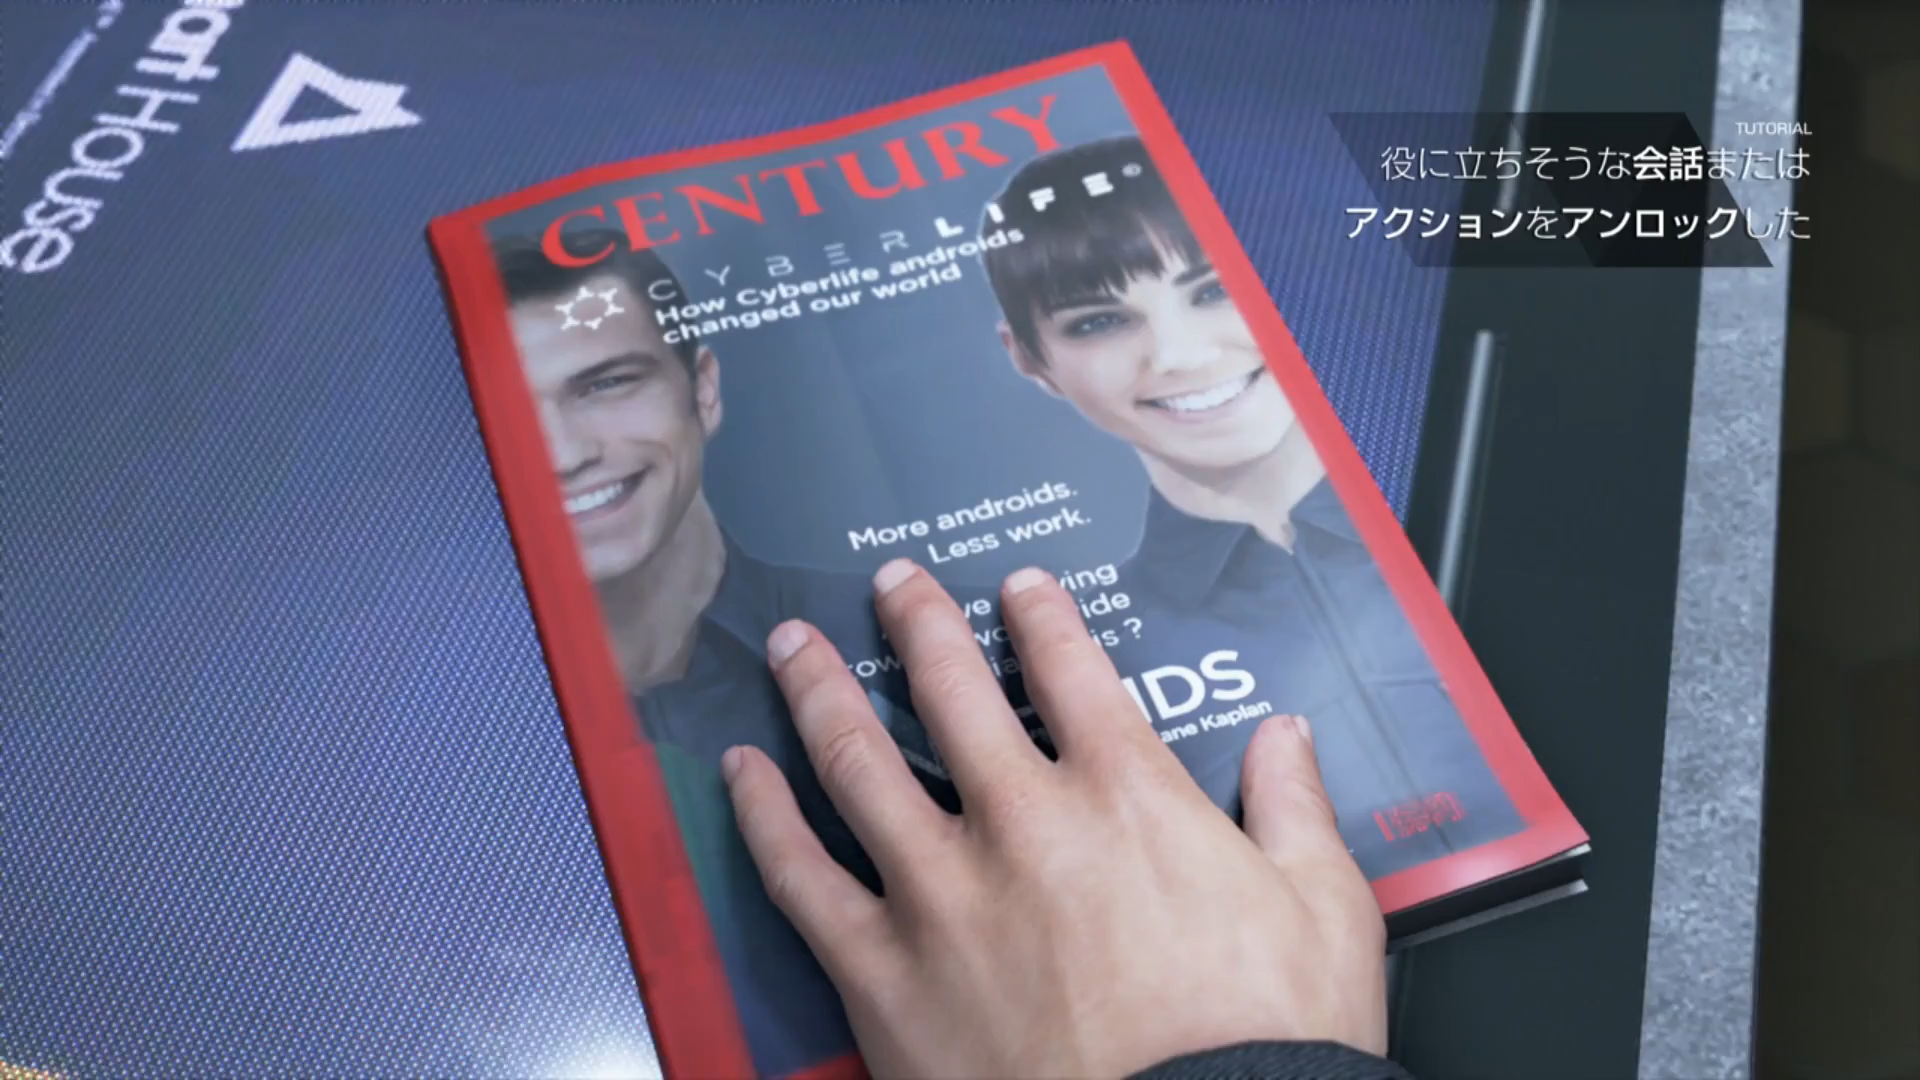 TUTORIAL
役に立ちそうな会話または
アクションをアンロックした
House
CENTURY
CYBERLIFE
How Cyberlife androids
changed our world
More androids.
Less work.
is ?
Kaplan